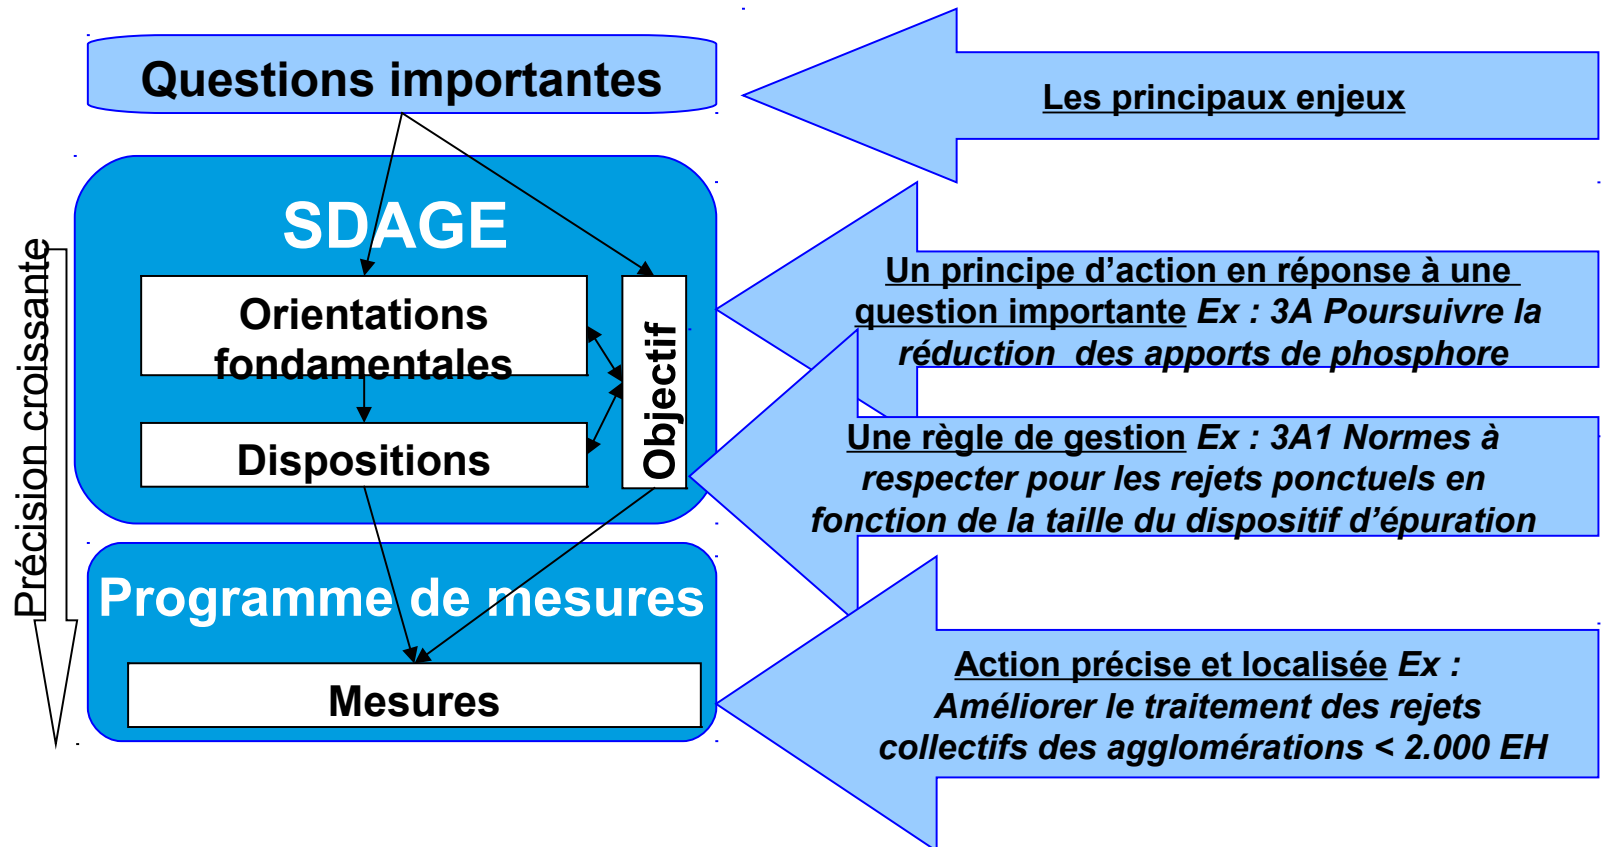 Questions importantes
Les principaux enjeux
SDAGE
Précision croissante
Orientations
fondamentales
Objectif
Un principe d’action en réponse à une
question importante Ex : 3A Poursuivre la
réduction des apports de phosphore
Dispositions
Une règle de gestion Ex : 3A1 Normes à
respecter pour les rejets ponctuels en
fonction de la taille du dispositif d’épuration
Programme de mesures
Mesures
Action précise et localisée Ex :
Améliorer le traitement des rejets
collectifs des agglomérations < 2.000 EH